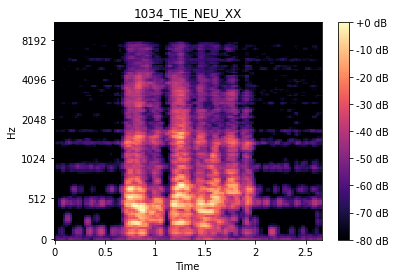 1034_TIE_NEU_XX
+0 dB
8192
-10 dB
4096
-20 dB
-30 dB
2048
Hz
-40 dB
1024
-50 dB
512
-60 dB
-70 dB
0
-80 dB
0 0.5 1 1.5 2 2.5
Time